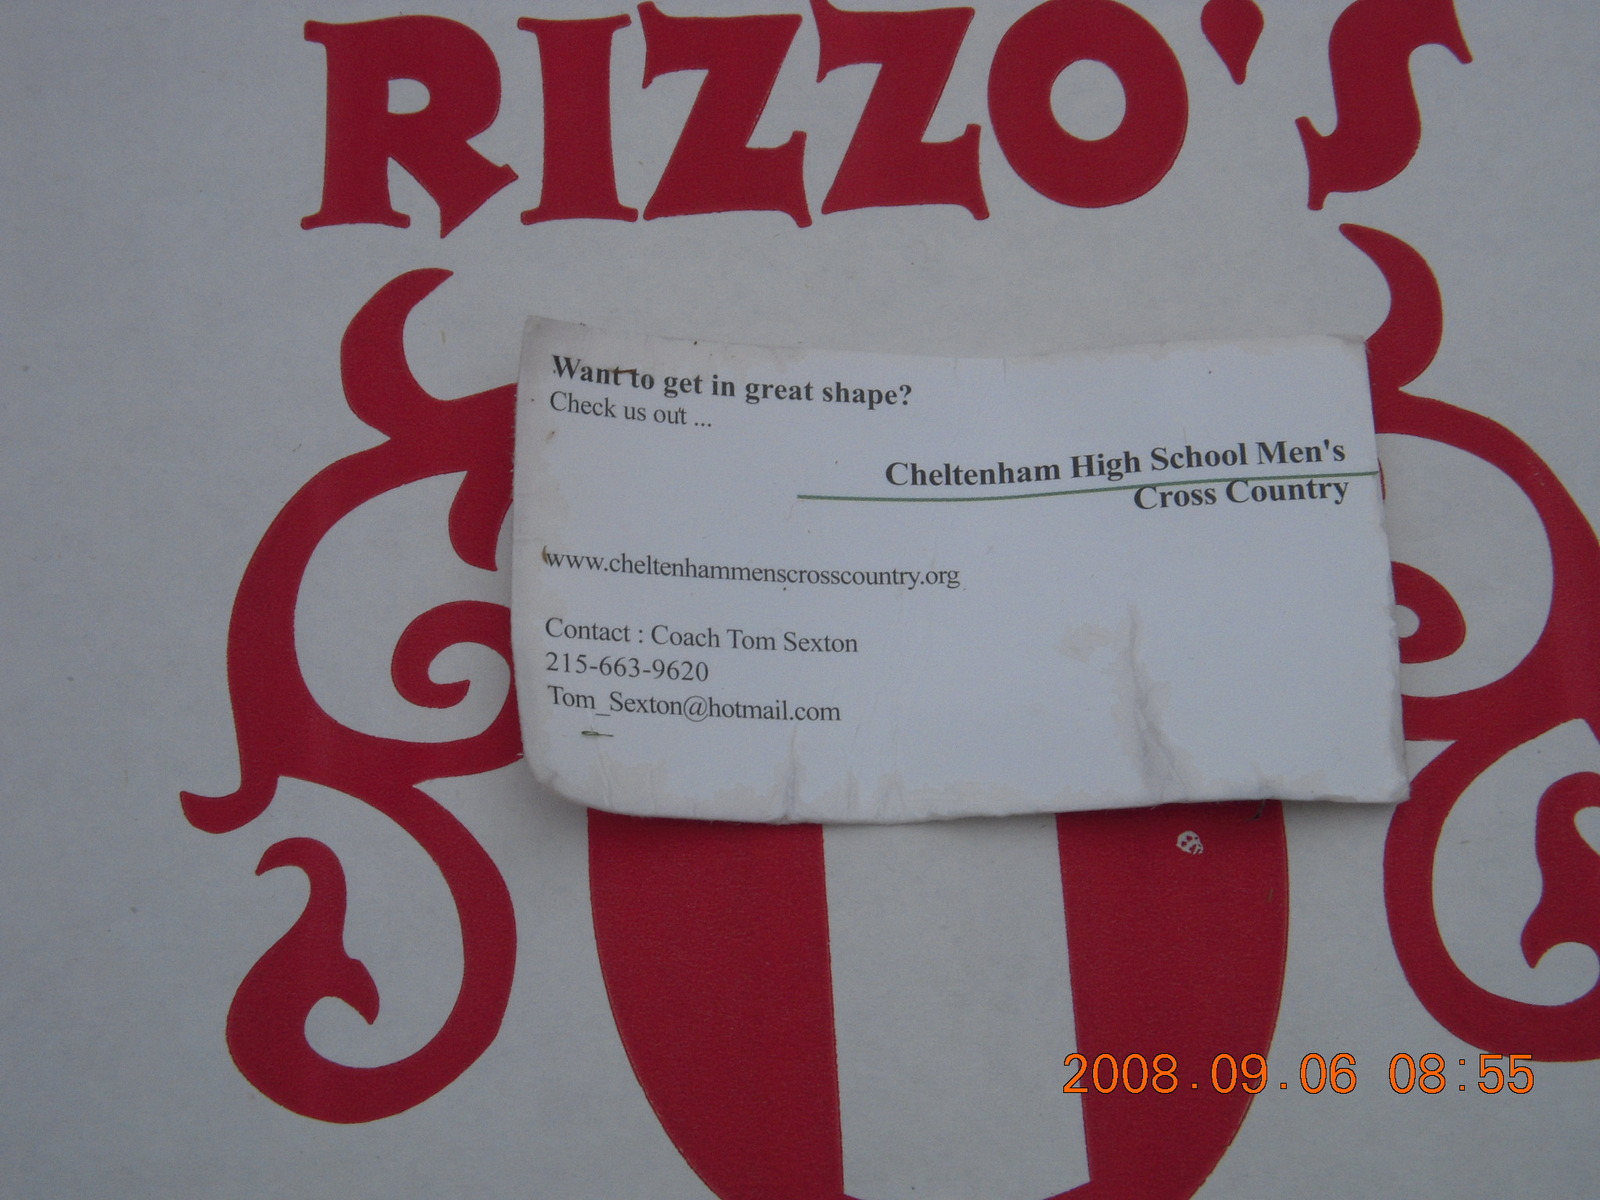 RIZZO'S
Want to get in great shape?
Check us out ...
Cheltenham High School Men's
Cross Country
www.cheltenhammenscrosscountry.org
Contact : Coach Tom Sexton
215-663-9620
Tom_Sexton@hotmail.com
2008.09.06 08:55